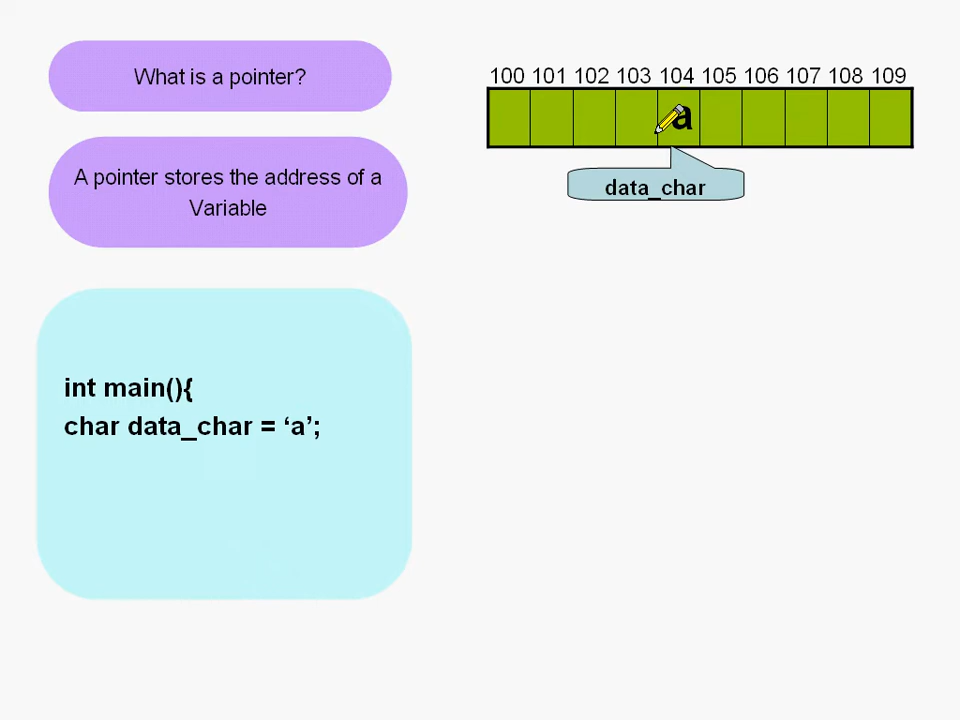 What is a pointer?
A pointer stores the address of a
Variable
int main(){
char data_char = ‘a’;
100 101 102 103 104 105 106 107 108 109
a
data_char